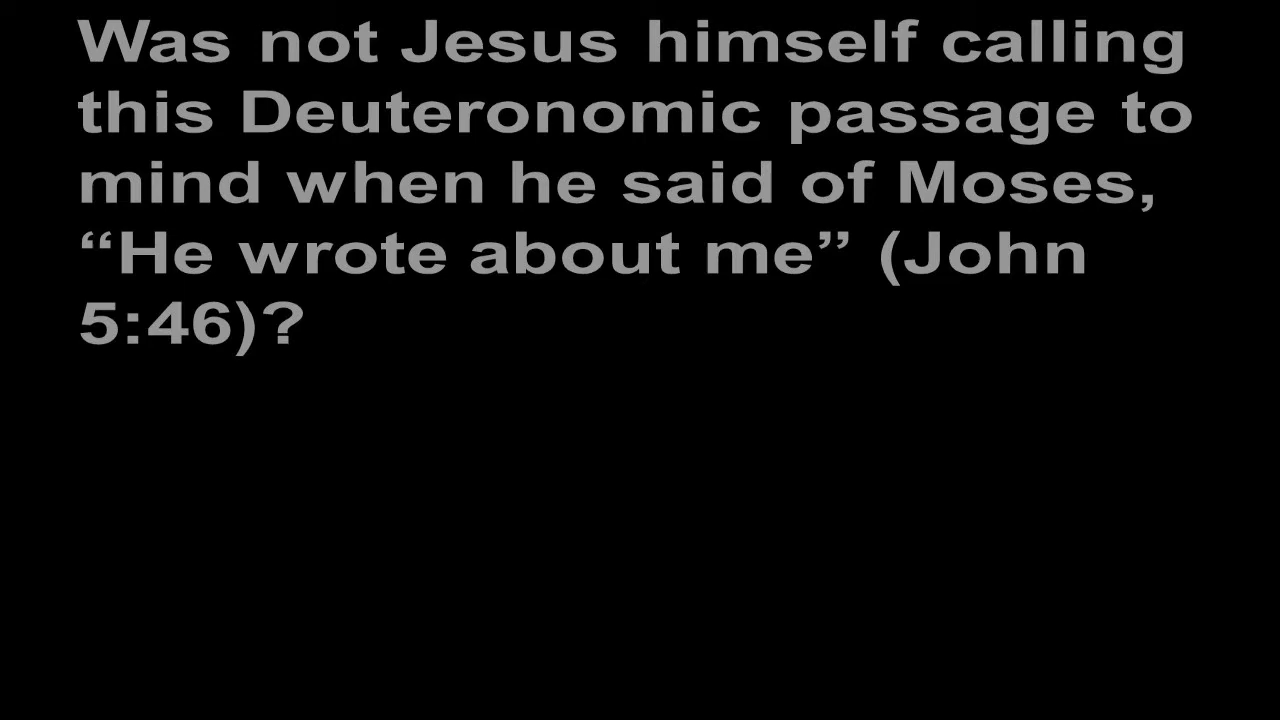 Was not Jesus himself calling
this Deuteronomic passage to
mind when he said of Moses,
“He wrote about me” (John
5:46)?